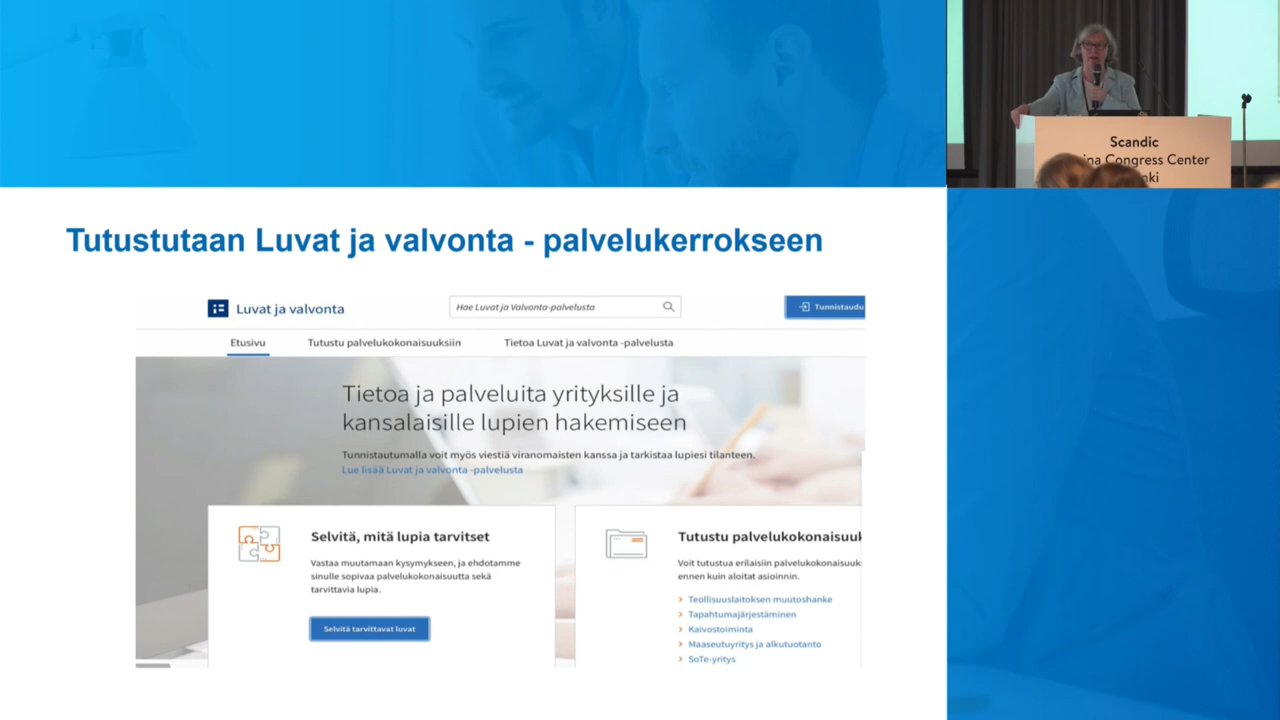 Scandic
ina Congress Center
nki
Tutustutaan Luvat ja valvonta - palvelukerrokseen
Luvat ja valvonta
Hae Luvat ja Valvonta-palvelusta
Tunnistaudu
Etusivu
Tutustu palvelukokonaisuuksiin
Tietoa Luvat ja valvonta -palvelusta
Tietoa ja palveluita yrityksille ja
kansalaisille lupien hakemiseen
Tunnistautumalla voit myös viestiä viranomaisten kanssa ja tarkistaa lupiesi tilanteen.
Lue lisää Luvat ja valvonta -palvelusta
Selvitä, mitä lupia tarvitset
Vastaa muutamaan kysymykseen, ja ehdotamme
sinulle sopivaa palvelukokonaisuutta sekä
tarvittavia lupia.
Selvitä tarvittavat luvat
Tutustu palvelukokonaisuuk
Voit tutustua erilaisiin palvelukokonaisuuk
ennen kuin aloitat asioinnin.
Teollisuuslaitoksen muutoshanke
Tapahtumajärjestäminen
Kaivostoiminta
Maaseutuyritys ja alkutuotanto
SoTe-yritys